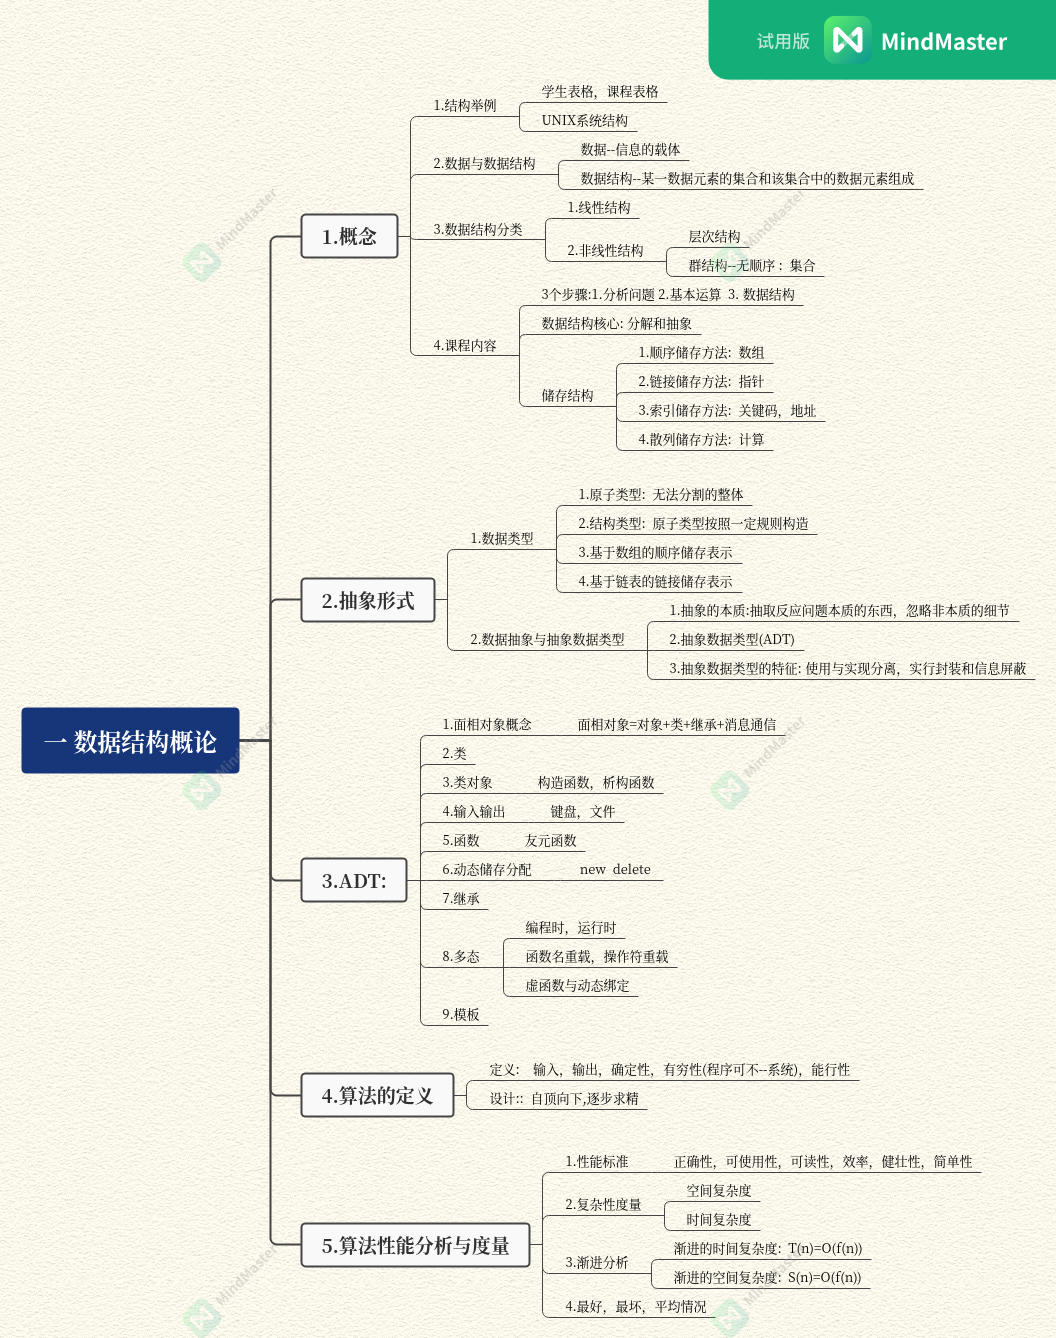 试用版 MindMaster
一 数据结构概论
1.概念
1.结构举例
学生表格，课程表格
UNIX系统结构
2.数据与数据结构
数据--信息的载体
数据结构--某一数据元素的集合和该集合中的数据元素组成
3.数据结构分类
1.线性结构
2.非线性结构
层次结构
群结构--无顺序： 集合
4.课程内容
3个步骤:1.分析问题 2.基本运算 3. 数据结构
数据结构核心: 分解和抽象
储存结构
1.顺序储存方法: 数组
2.链接储存方法: 指针
3.索引储存方法: 关键码，地址
4.散列储存方法: 计算
2.抽象形式
1.数据类型
1.原子类型: 无法分割的整体
2.结构类型: 原子类型按照一定规则构造
3.基于数组的顺序储存表示
4.基于链表的链接储存表示
2.数据抽象与抽象数据类型
1.抽象的本质:抽取反应问题本质的东西，忽略非本质的细节
2.抽象数据类型(ADT)
3.抽象数据类型的特征: 使用与实现分离，实行封装和信息屏蔽
3.ADT:
1.面相对象概念 面相对象=对象+类+继承+消息通信
2.类
3.类对象 构造函数，析构函数
4.输入输出 键盘，文件
5.函数 友元函数
6.动态储存分配 new delete
7.继承
8.多态
编程时，运行时
函数名重载，操作符重载
虚函数与动态绑定
9.模板
4.算法的定义
定义: 输入，输出，确定性，有穷性(程序可不--系统)，能行性
设计:: 自顶向下,逐步求精
5.算法性能分析与度量
1.性能标准 正确性，可使用性，可读性，效率，健壮性，简单性
2.复杂性度量
空间复杂度
时间复杂度
3.渐进分析
渐进的时间复杂度: T(n)=O(f(n))
渐进的空间复杂度: S(n)=O(f(n))
4.最好，最坏，平均情况
MindMaster
MindMaster
MindMaster
MindMaster
MindMaster
MindMaster